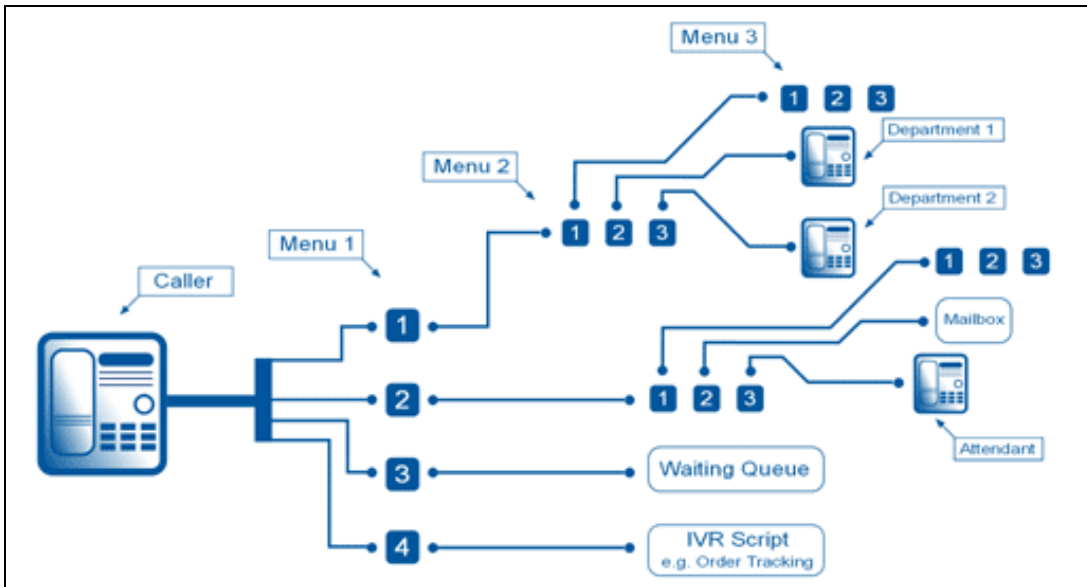 Menu 3
1 2 3
Department 1
Menu 2
Department 2
1 2 3
Menu 1
1 2 3
Caller
1
Mailbox
2
1 2 3
Attendant
3
Waiting Queue
4
IVR Script
e.g. Order Tracking